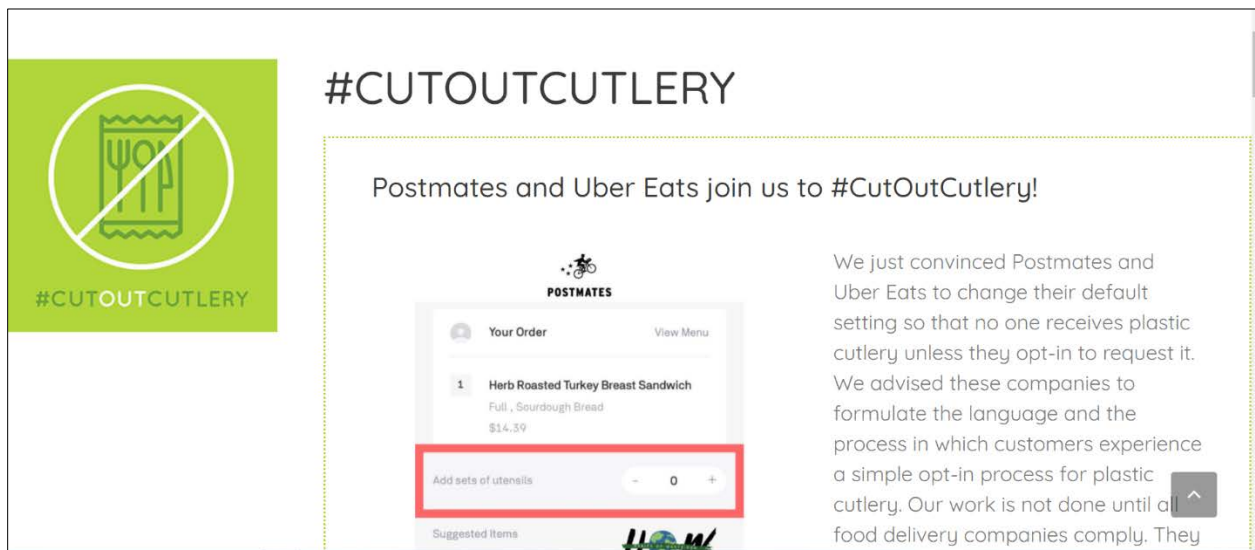 #CUTOUTCUTLERY
#CUTOUTCUTLERY
Postmates and Uber Eats join us to #CutOutCutlery!
POSTMATES
Your Order View Menu
1 Herb Roasted Turkey Breast Sandwich
Full , Sourdough Bread
$14.39
Add sets of utensils - 0 +
Suggested Items
We just convinced Postmates and
Uber Eats to change their default
setting so that no one receives plastic
cutlery unless they opt-in to request it.
We advised these companies to
formulate the language and the
process in which customers experience
a simple opt-in process for plastic
cutlery. Our work is not done until all
food delivery companies comply. They